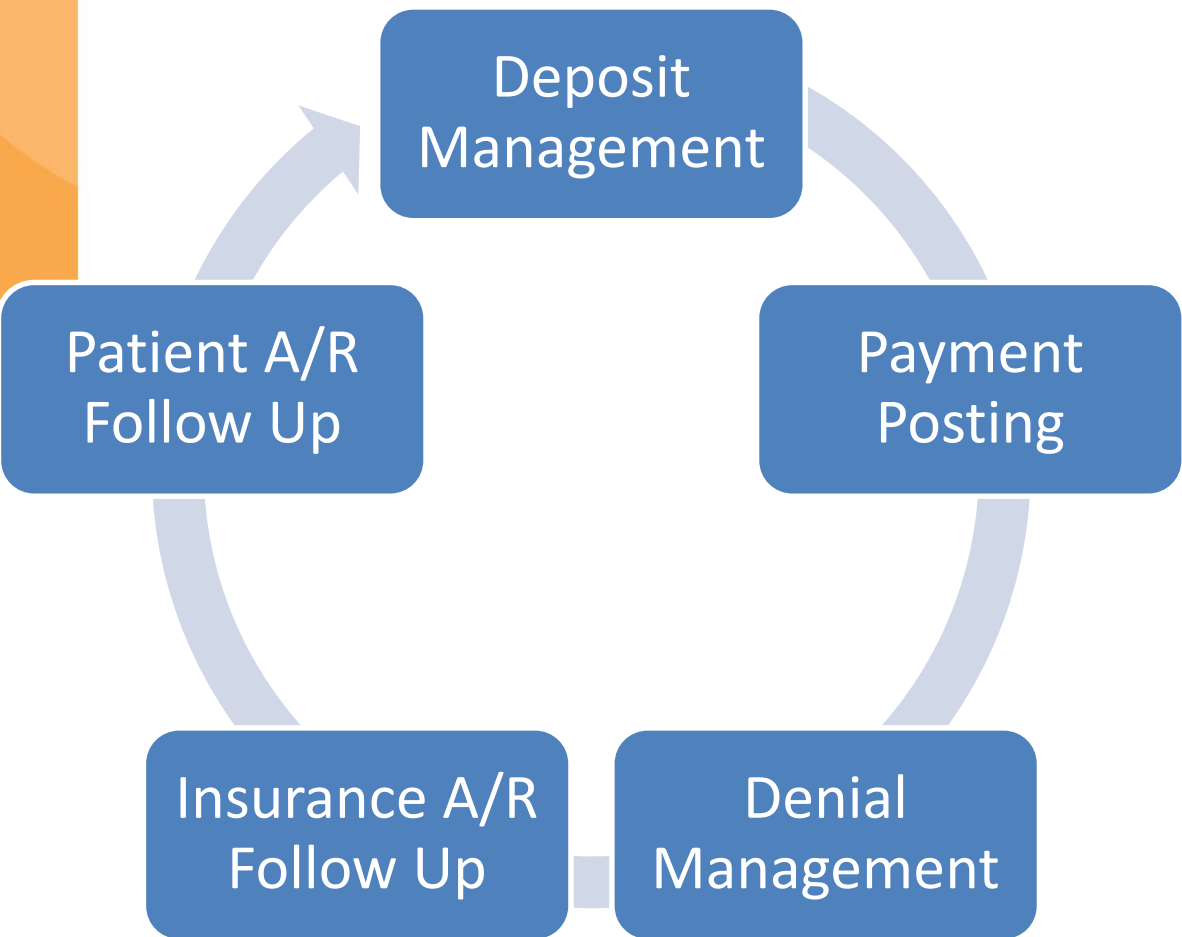 Deposit
Management
Payment
Posting
Denial
Management
Insurance A/R
Follow Up
Patient A/R
Follow Up